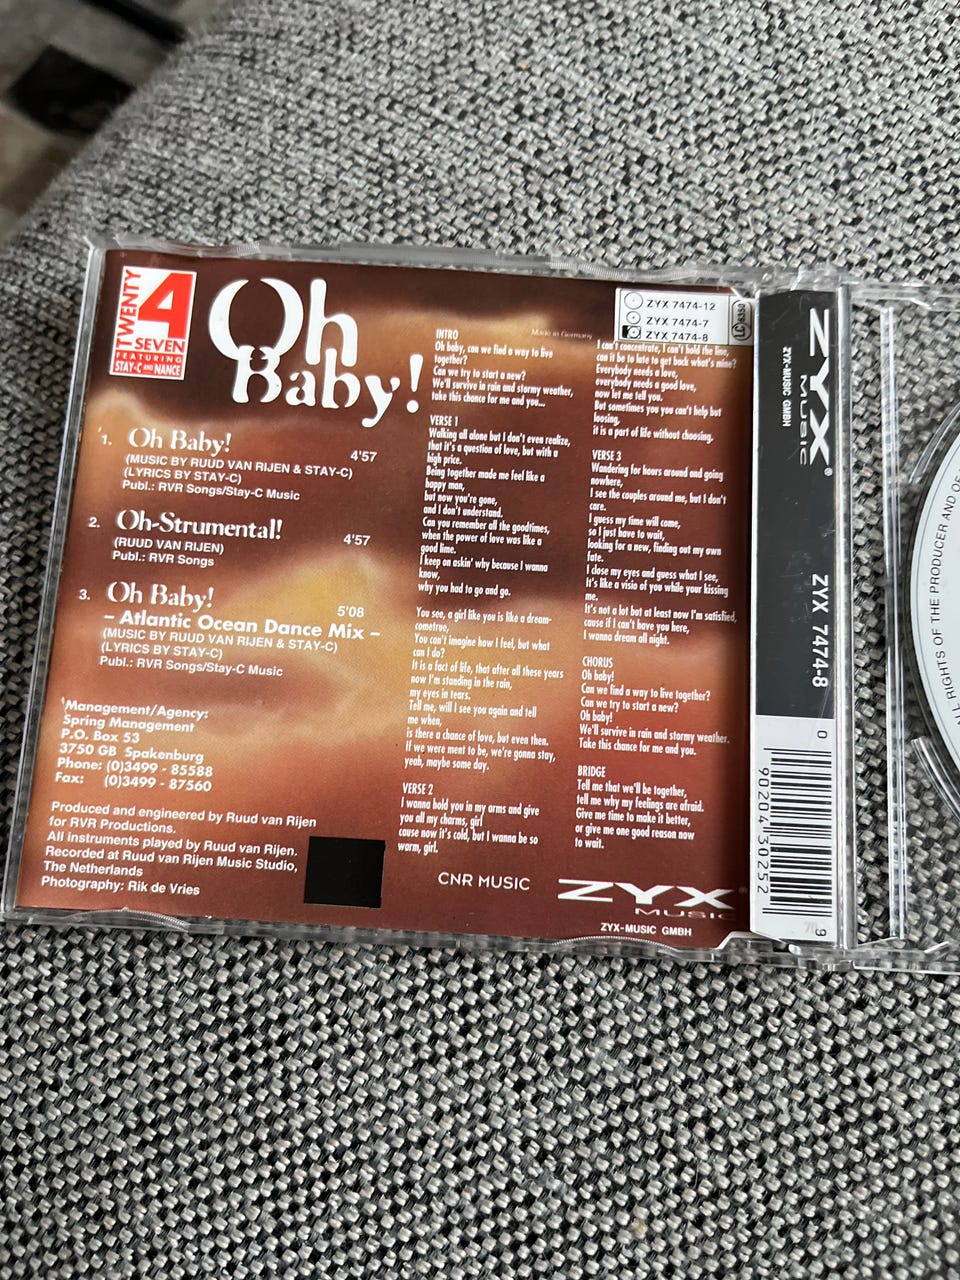 TWENTY
4
SEVEN
FEATURING
STAY-C AND NANCE
Oh
Baby!
1. Oh Baby! 4'57
(MUSIC BY RUUD VAN RIJEN & STAY-C)
(LYRICS BY STAY-C)
Publ.: RVR Songs/Stay-C Music
2. Oh-Strumental! 4'57
(RUUD VAN RIJEN)
Publ.: RVR Songs
3. Oh Baby! 5'08
– Atlantic Ocean Dance Mix –
(MUSIC BY RUUD VAN RIJEN & STAY-C)
(LYRICS BY STAY-C)
Publ.: RVR Songs/Stay-C Music
Management/Agency:
Spring Management
P.O. Box 53
3750 GB Spakenburg
Phone: (0)3499 - 85588
Fax: (0)3499 - 87560
Produced and engineered by Ruud van Rijen
for RVR Productions.
All instruments played by Ruud van Rijen.
Recorded at Ruud van Rijen Music Studio,
The Netherlands
Photography: Rik de Vries
INTRO
Oh baby, can we find a way to live
together?
Can we try to start a new?
We'll survive in rain and stormy weather,
take this chance for me and you...
VERSE 1
Walking all alone but I don't even realize,
that it's a question of love, but with a
high price.
Being together made me feel like a
happy man,
but now you're gone,
and I don't understand.
Can you remember all the goodtimes,
when the power of love was like a
good lime.
I keep on askin' why because I wanna
know,
why you had to go and go.
You see, a girl like you is like a dream-
cometrue,
You can't imagine how I feel, but what
can I do?
It is a fact of life, that after all these years
now I'm standing in the rain,
my eyes in tears.
Tell me, will I see you again and tell
me when,
is there a chance of love, but even then.
If we were ment to be, we're gonna stay,
yeah, maybe some day.
VERSE 2
I wanna hold you in my arms and give
you all my charms, girl
cause now it's cold, but I wanna be so
warm, girl.
CNR MUSIC
Made in Germany
ZYX 7474-12
ZYX 7474-7
ZYX 7474-8
LC 6350
I can't concentrate, I can't hold the line,
can it be to late to get back what's mine?
Everybody needs a love,
everybody needs a good love,
now let me tell you.
But sometimes you you can't help but
loosing,
it is a part of life without choosing.
VERSE 3
Wandering for hours around and going
nowhere,
I see the couples around me, but I don't
care.
I guess my time will come,
so I just have to wait,
looking for a new, finding out my own
fate.
I close my eyes and guess what I see,
It's like a visio of you while your kissing
me.
It's not a lot but at least now I'm satisfied,
cause if I can't have you here,
I wanna dream all night.
CHORUS
Oh baby!
Can we find a way to live together?
Can we try to start a new?
Oh baby!
We'll survive in rain and stormy weather.
Take this chance for me and you.
BRIDGE
Tell me that we'll be together,
tell me why my feelings are afraid.
Give me time to make it better,
or give me one good reason now
to wait.
ZYX®
MUSIC
ZYX-MUSIC GMBH
ZYX®
MUSIC
ZYX-MUSIC GMBH
ZYX 7474-8
0 90204 30252 9
ALL RIGHTS OF THE PRODUCER AND OF